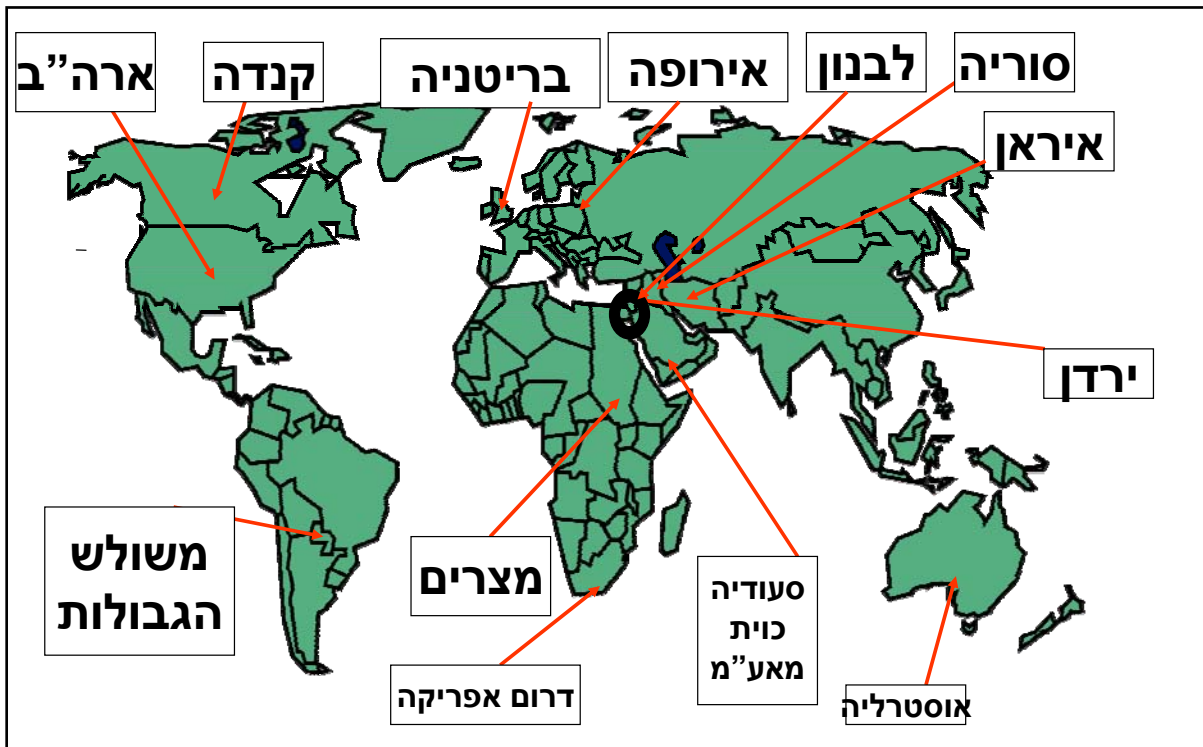 סוריה
לבנון
אירופה
בריטניה
קנדה
ארה”ב
איראן
ירדן
משולש
הגבולות
מצרים
סעודיה
כוית
מאע”מ
דרום אפריקה
אוסטרליה